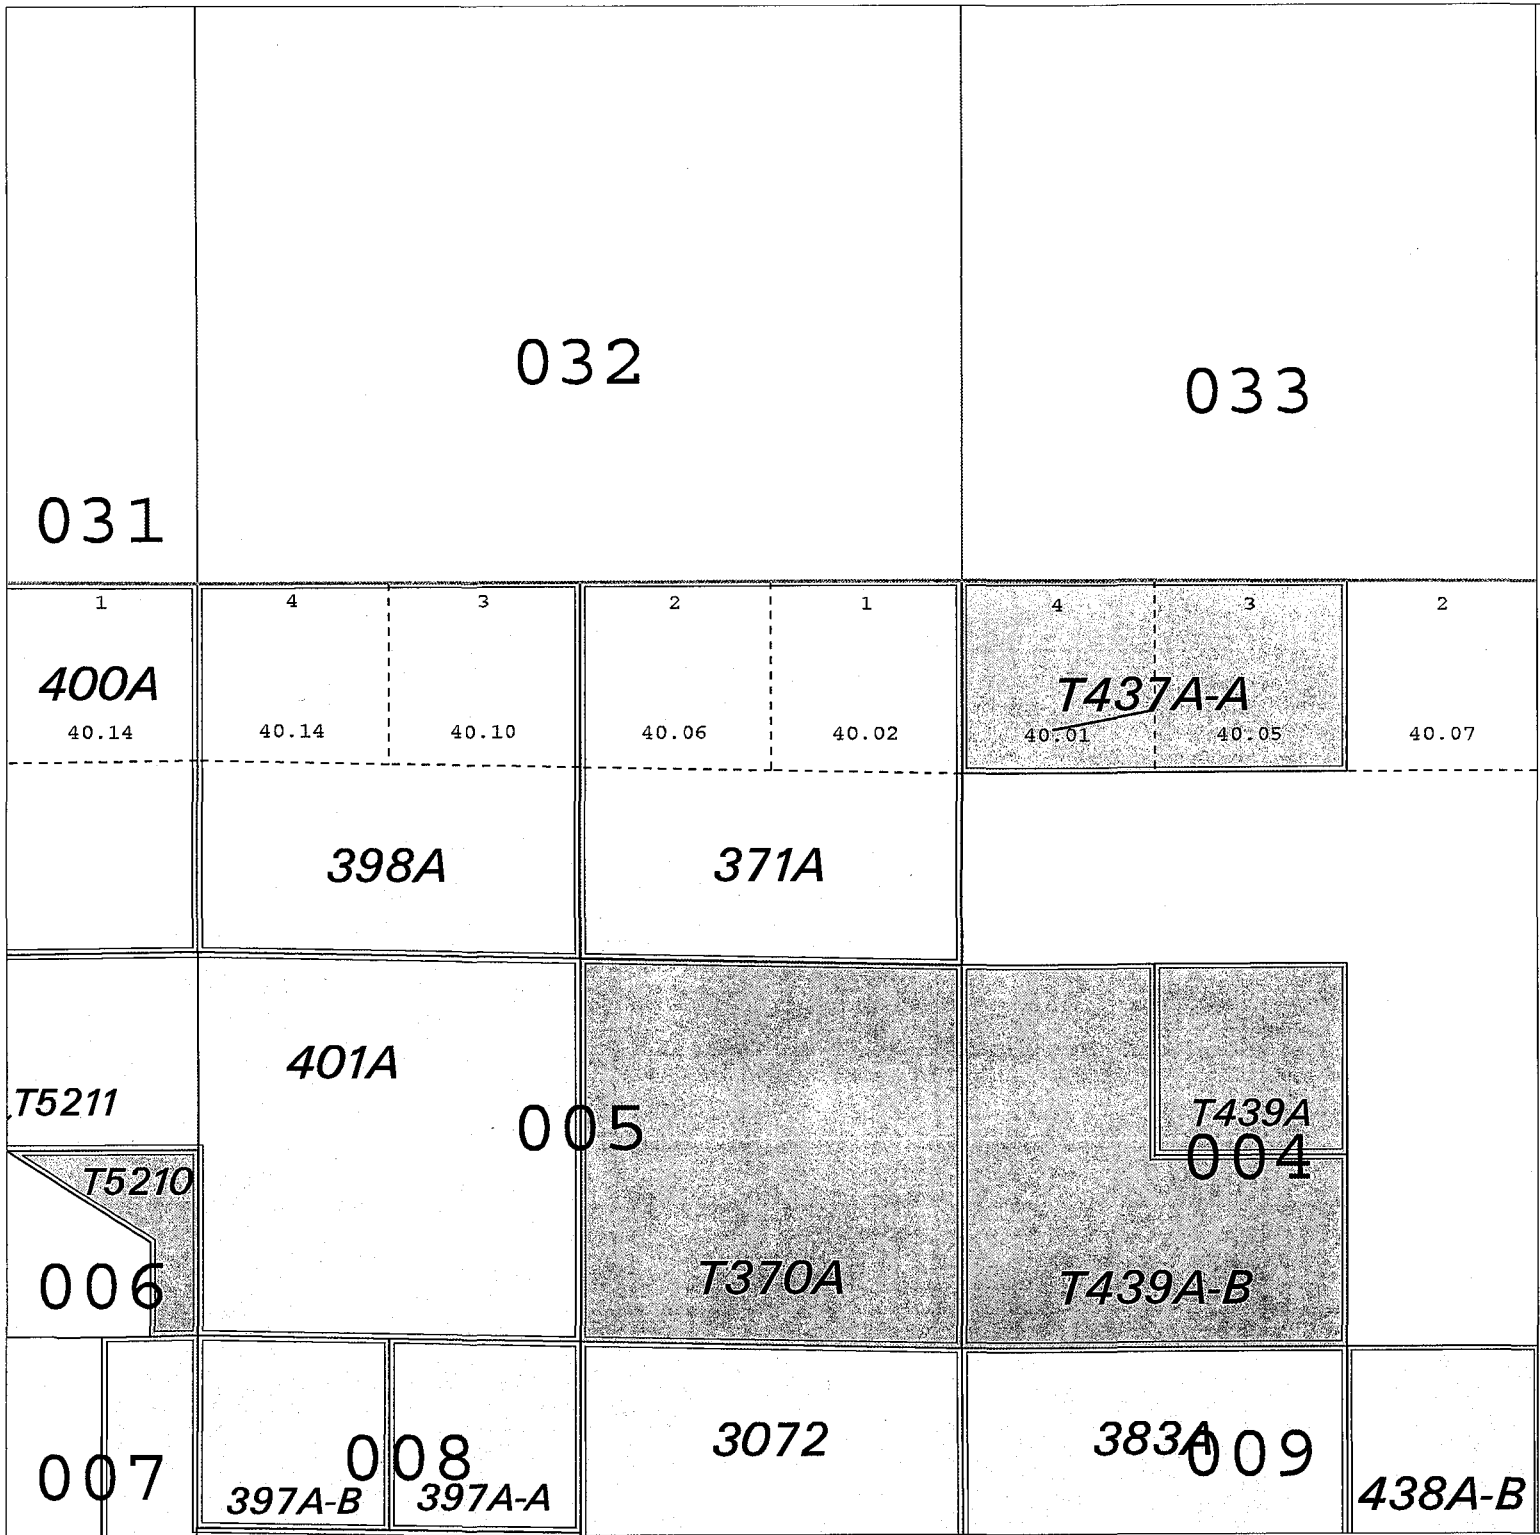 032
033
031
1 4 3 2 1 4 3 2
400A T437A-A
40.14 40.14 40.10 40.06 40.02 40.01 40.05 40.07
398A 371A
401A
T5211 005 T439A
004
T5210
006 T370A T439A-B
3072 383A 009
007 008
397A-B 397A-A 438A-B